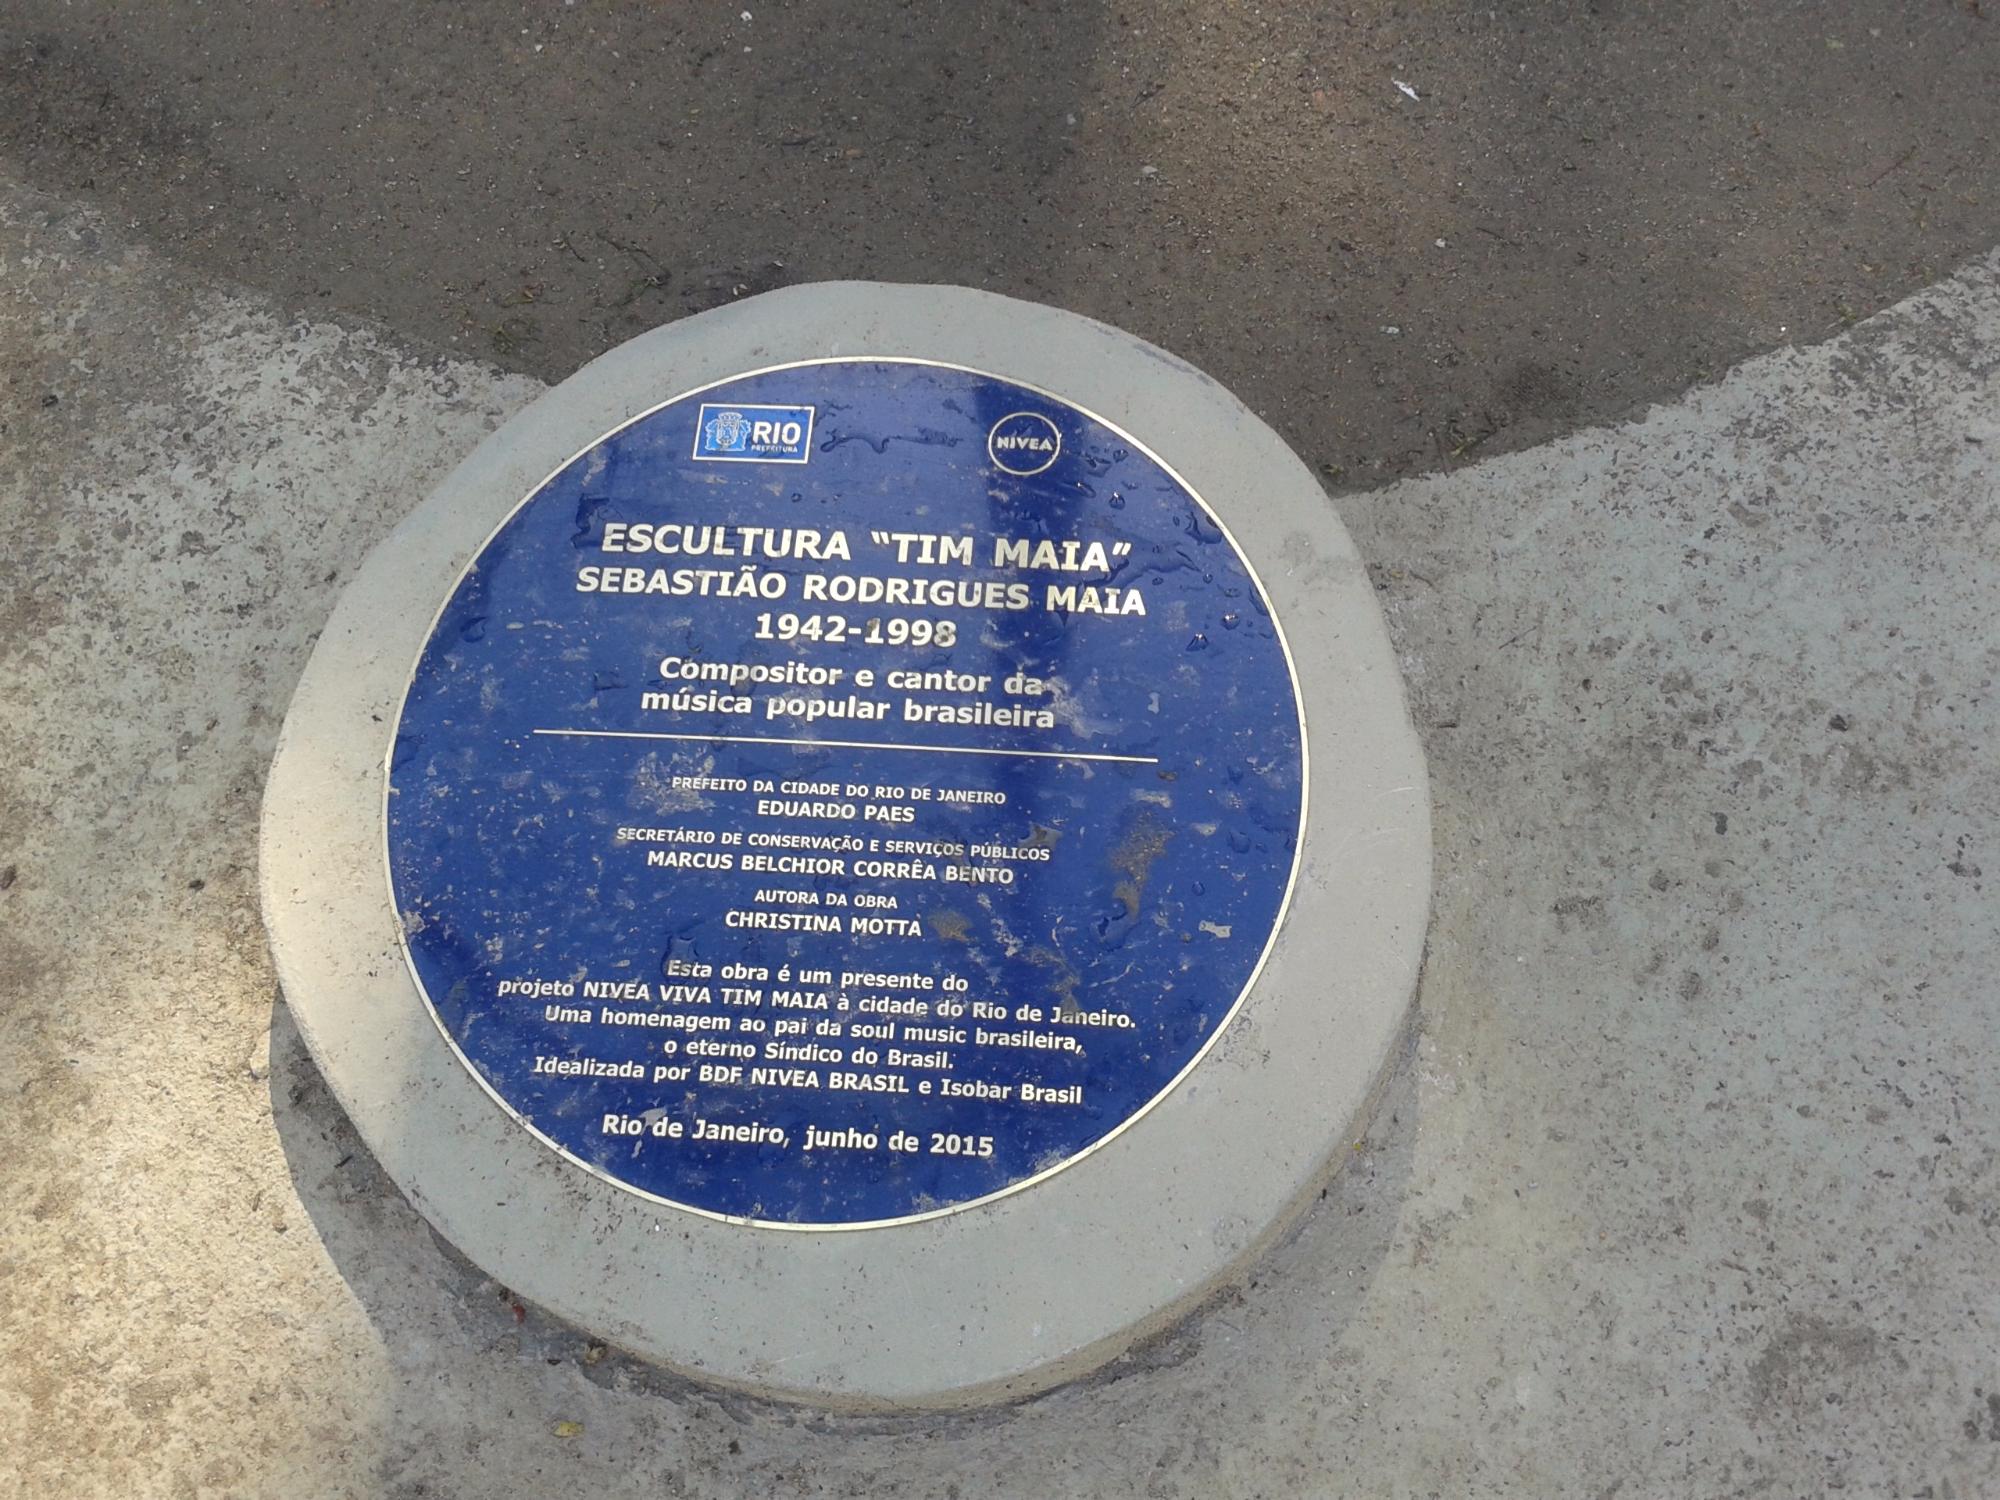 RIO
PREFEITURA
NIVEA
ESCULTURA “TIM MAIA”
SEBASTIÃO RODRIGUES MAIA
1942-1998
Compositor e cantor da
música popular brasileira
PREFEITO DA CIDADE DO RIO DE JANEIRO
EDUARDO PAES
SECRETÁRIO DE CONSERVAÇÃO E SERVIÇOS PÚBLICOS
MARCUS BELCHIOR CORRÊA BENTO
AUTORA DA OBRA
CHRISTINA MOTTA
Esta obra é um presente do
projeto NIVEA VIVA TIM MAIA à cidade do Rio de Janeiro.
Uma homenagem ao pai da soul music brasileira,
o eterno Síndico do Brasil.
Idealizada por BDF NIVEA BRASIL e Isobar Brasil
Rio de Janeiro, junho de 2015